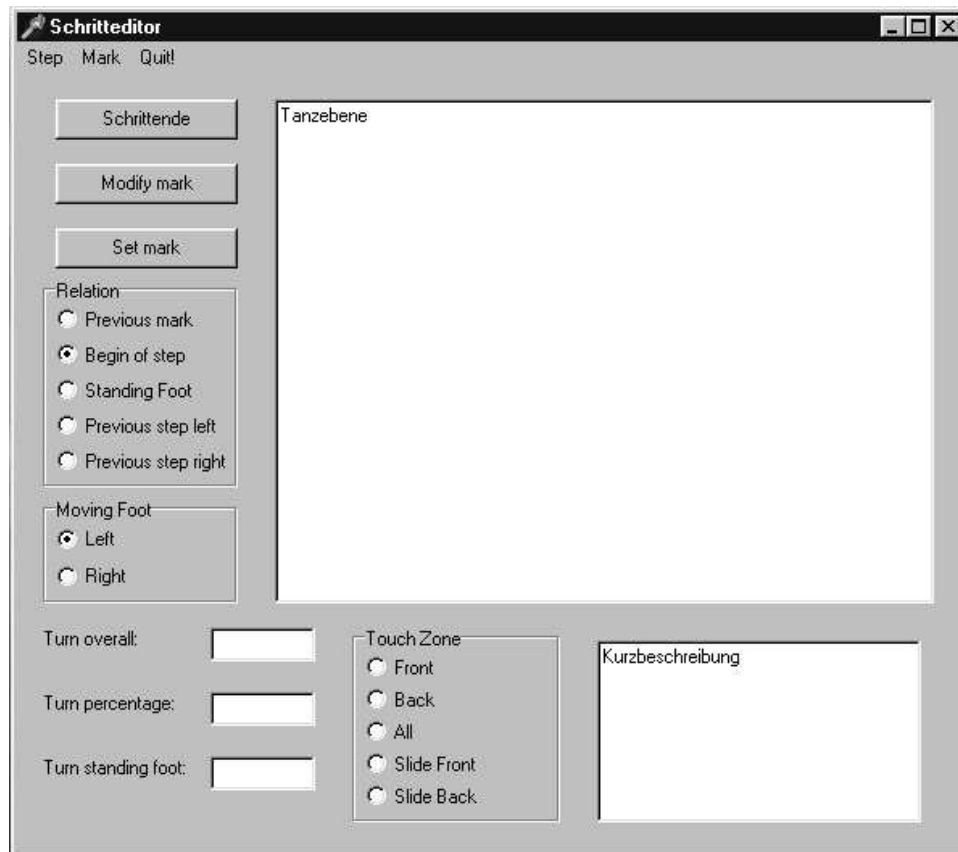 Schritteditor
Step Mark Quit!
Schrittende
Modify mark
Set mark
Tanzebene
Relation
Previous mark
Begin of step
Standing Foot
Previous step left
Previous step right
Moving Foot
Left
Right
Turn overall:
Turn percentage:
Turn standing foot:
Touch Zone
Front
Back
All
Slide Front
Slide Back
Kurzbeschreibung